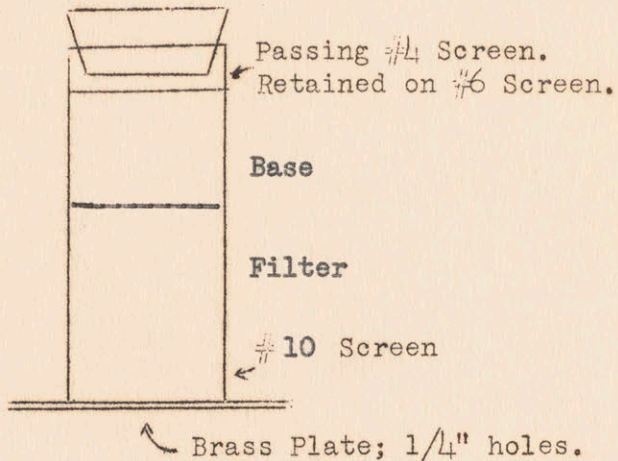 Passing #4 Screen.
Retained on #6 Screen.
Base
Filter
#10 Screen
Brass Plate; 1/4" holes.